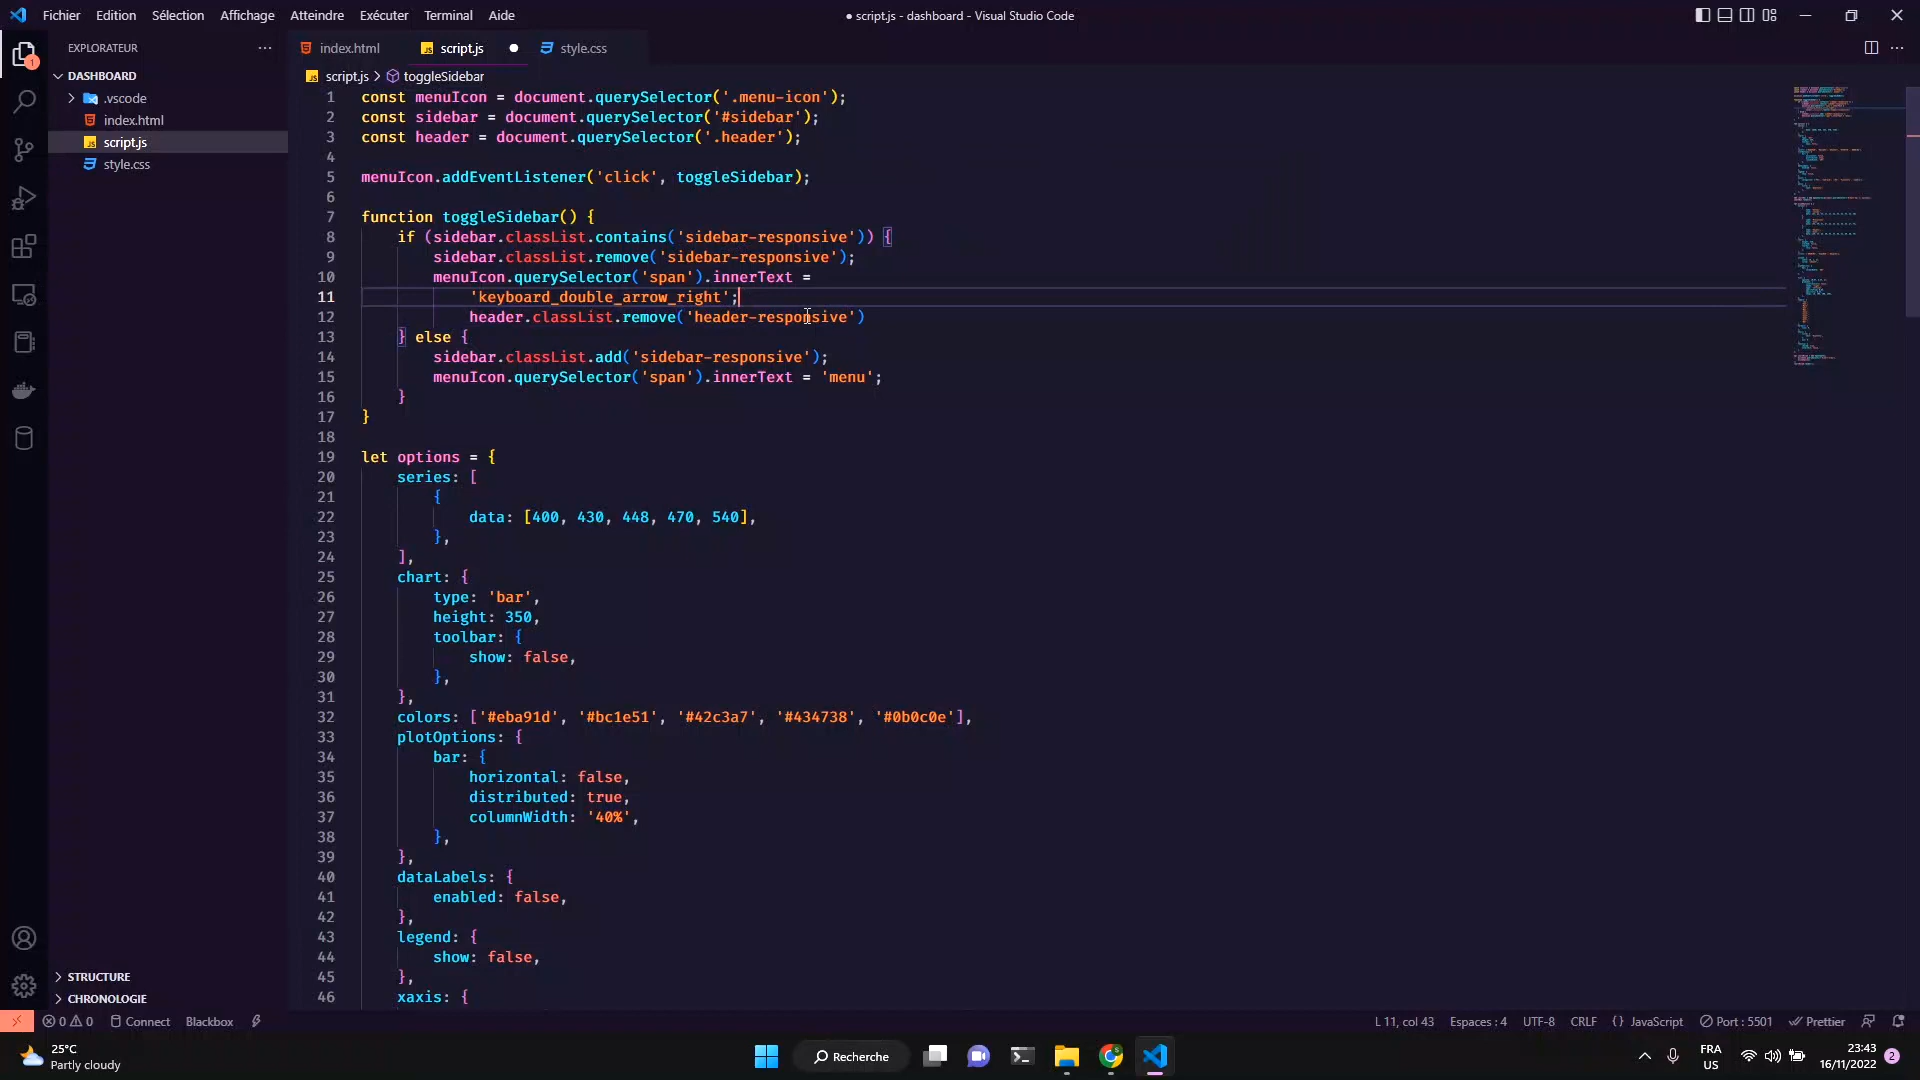 Fichier Edition Sélection Affichage Atteindre Exécuter Terminal Aide
● script.js - dashboard - Visual Studio Code
EXPLORATEUR
DASHBOARD
.vscode
index.html
script.js
style.css
STRUCTURE
CHRONOLOGIE
index.html script.js style.css
script.js > toggleSidebar
1 const menuIcon = document.querySelector('.menu-icon');
2 const sidebar = document.querySelector('#sidebar');
3 const header = document.querySelector('.header');
4
5 menuIcon.addEventListener('click', toggleSidebar);
6
7 function toggleSidebar() {
8 if (sidebar.classList.contains('sidebar-responsive')) {
9 sidebar.classList.remove('sidebar-responsive');
10 menuIcon.querySelector('span').innerText =
11 'keyboard_double_arrow_right';
12 header.classList.remove('header-responsive')
13 } else {
14 sidebar.classList.add('sidebar-responsive');
15 menuIcon.querySelector('span').innerText = 'menu';
16 }
17 }
18
19 let options = {
20 series: [
21 {
22 data: [400, 430, 448, 470, 540],
23 },
24 ],
25 chart: {
26 type: 'bar',
27 height: 350,
28 toolbar: {
29 show: false,
30 },
31 },
32 colors: ['#eba91d', '#bc1e51', '#42c3a7', '#434738', '#0b0c0e'],
33 plotOptions: {
34 bar: {
35 horizontal: false,
36 distributed: true,
37 columnWidth: '40%',
38 },
39 },
40 dataLabels: {
41 enabled: false,
42 },
43 legend: {
44 show: false,
45 },
46 xaxis: {
0 0 Connect Blackbox
L 11, col 43 Espaces : 4 UTF-8 CRLF {} JavaScript Port : 5501 Prettier
25°C
Partly cloudy
Recherche
FRA
US
23:43
16/11/2022
2